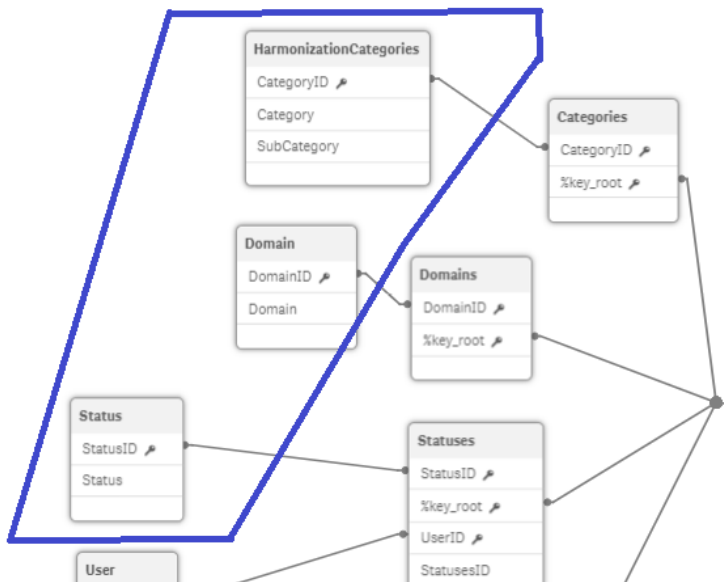 HarmonizationCategories
CategoryID
Category
SubCategory
Categories
CategoryID
%key_root
Domain
DomainID
Domain
Domains
DomainID
%key_root
Status
StatusID
Status
Statuses
StatusID
%key_root
UserID
StatusesID
User